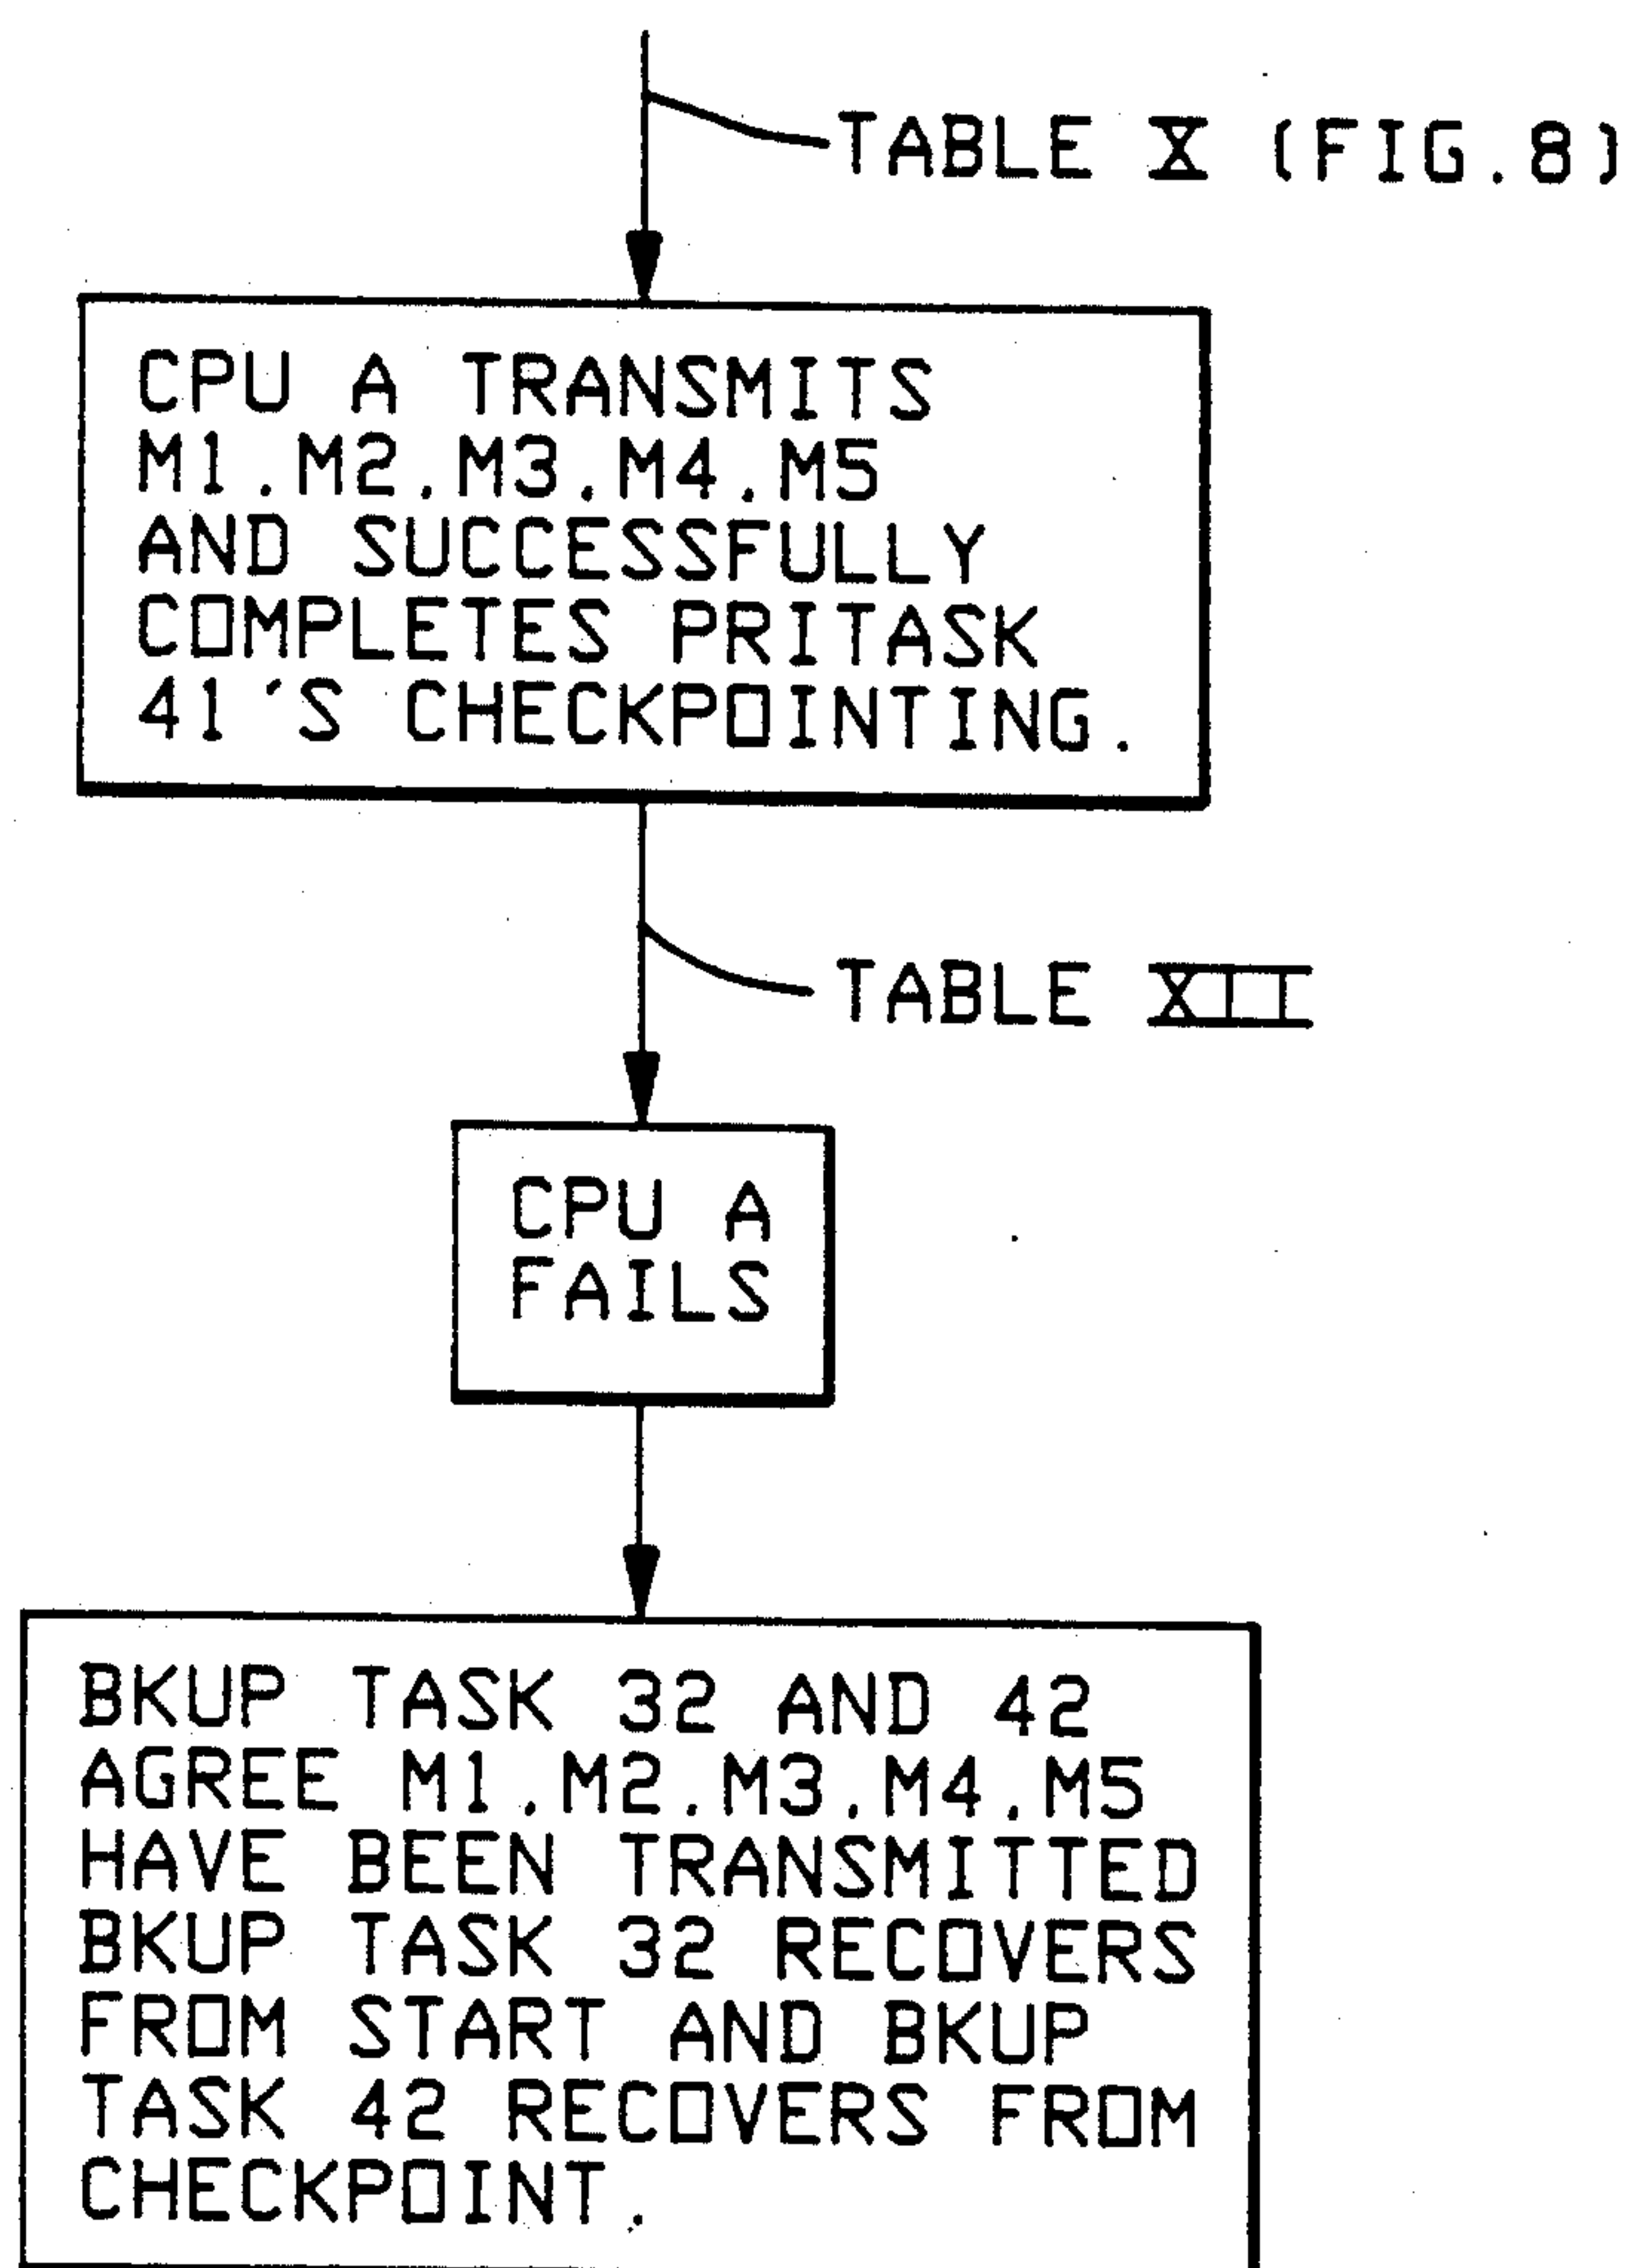 TABLE X (FIG.8)
CPU A TRANSMITS
M1,M2,M3,M4,M5
AND SUCCESSFULLY
COMPLETES PRITASK
41'S CHECKPOINTING.
TABLE XII
CPU A
FAILS
BKUP TASK 32 AND 42
AGREE M1,M2,M3,M4,M5
HAVE BEEN TRANSMITTED
BKUP TASK 32 RECOVERS
FROM START AND BKUP
TASK 42 RECOVERS FROM
CHECKPOINT.